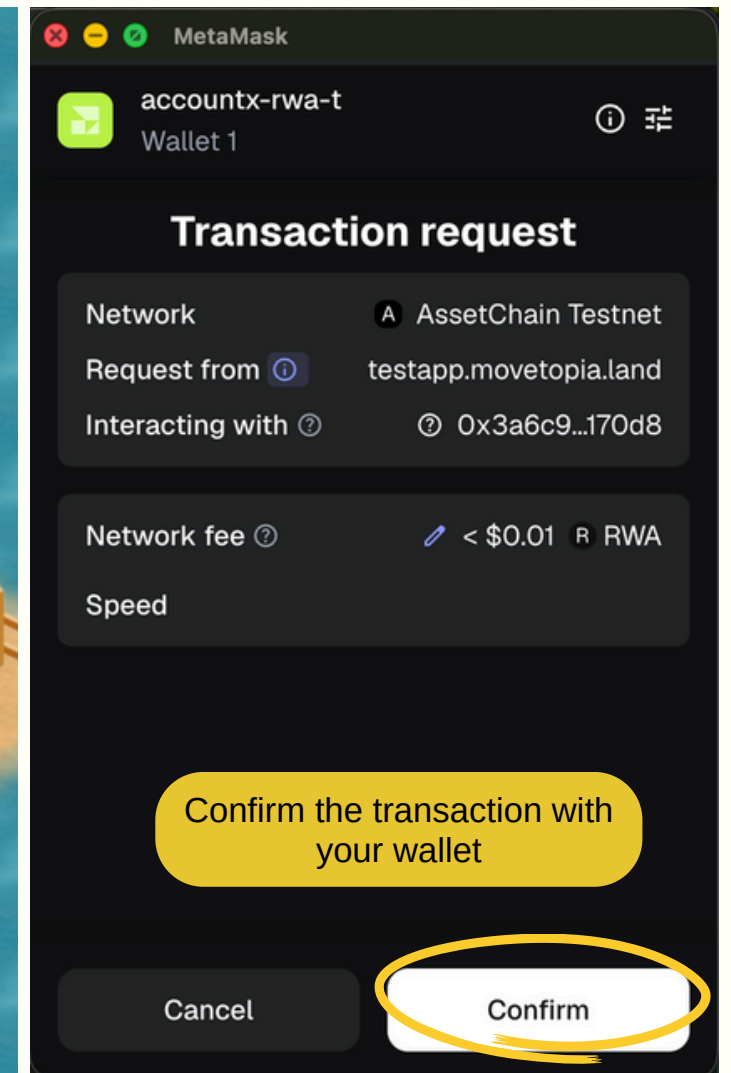 MetaMask
accountx-rwa-t
Wallet 1
Transaction request
Network A AssetChain Testnet
Request from testapp.movetopia.land
Interacting with 0x3a6c9...170d8
Network fee < $0.01 R RWA
Speed
Confirm the transaction with
your wallet
Cancel Confirm